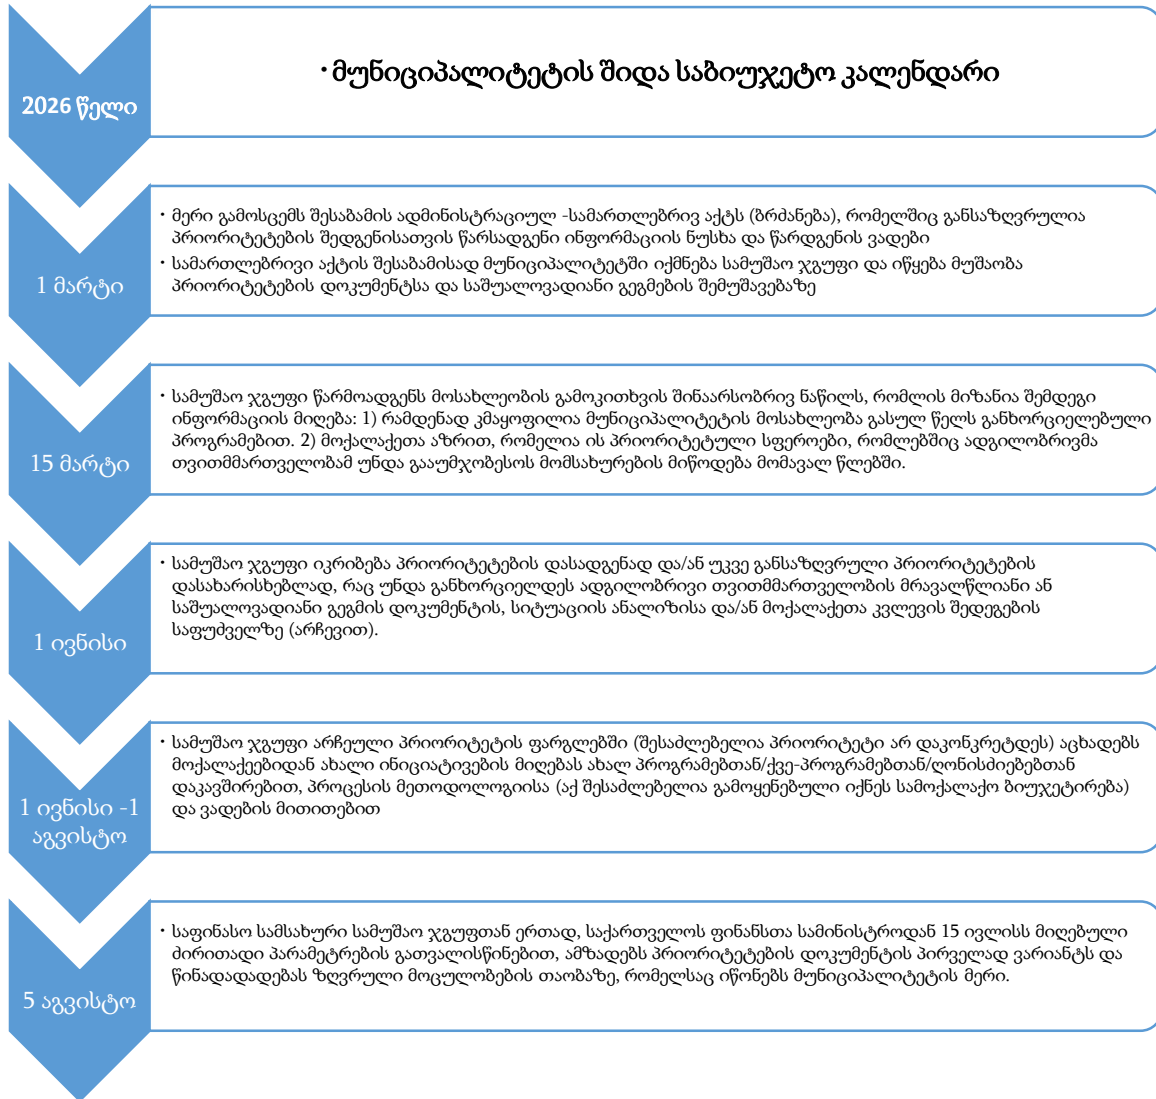 2026 წელი
· მუნიციპალიტეტის შიდა საბიუჯეტო კალენდარი
1 მარტი
· მერი გამოსცემს შესაბამის ადმინისტრაციულ -სამართლებრივ აქტს (ბრძანება), რომელშიც განსაზღვრულია
პრიორიტეტების შედგენისათვის წარსადგენი ინფორმაციის ნუსხა და წარდგენის ვადები
· სამართლებრივი აქტის შესაბამისად მუნიციპალიტეტში იქმნება სამუშაო ჯგუფი და იწყება მუშაობა
პრიორიტეტების დოკუმენტსა და საშუალოვადიანი გეგმების შემუშავებაზე
15 მარტი
· სამუშაო ჯგუფი წარმოადგენს მოსახლეობის გამოკითხვის შინაარსობრივ ნაწილს, რომლის მიზანია შემდეგი
ინფორმაციის მიღება: 1) რამდენად კმაყოფილია მუნიციპალიტეტის მოსახლეობა გასულ წელს განხორციელებული
პროგრამებით. 2) მოქალაქეთა აზრით, რომელია ის პრიორიტეტული სფეროები, რომლებშიც ადგილობრივმა
თვითმმართველობამ უნდა გააუმჯობესოს მომსახურების მიწოდება მომავალ წლებში.
1 ივნისი
· სამუშაო ჯგუფი იკრიბება პრიორიტეტების დასადგენად და/ან უკვე განსაზღვრული პრიორიტეტების
დასახარისხებლად, რაც უნდა განხორციელდეს ადგილობრივი თვითმმართველობის მრავალწლიანი ან
საშუალოვადიანი გეგმის დოკუმენტის, სიტუაციის ანალიზისა და/ან მოქალაქეთა კვლევის შედეგების
საფუძველზე (არჩევით).
1 ივნისი -1
აგვისტო
· სამუშაო ჯგუფი არჩეული პრიორიტეტის ფარგლებში (შესაძლებელია პრიორიტეტი არ დაკონკრეტდეს) აცხადებს
მოქალაქეებიდან ახალი ინიციატივების მიღებას ახალ პროგრამებთან/ქვე-პროგრამებთან/ღონისძიებებთან
დაკავშირებით, პროცესის მეთოდოლოგიისა (აქ შესაძლებელია გამოყენებული იქნეს სამოქალაქო ბიუჯეტირება)
და ვადების მითითებით
5 აგვისტო
· საფინასო სამსახური სამუშაო ჯგუფთან ერთად, საქართველოს ფინანსთა სამინისტროდან 15 ივლისს მიღებული
ძირითადი პარამეტრების გათვალისწინებით, ამზადებს პრიორიტეტების დოკუმენტის პირველად ვარიანტს და
წინადადადებას ზღვრული მოცულობების თაობაზე, რომელსაც იწონებს მუნიციპალიტეტის მერი.